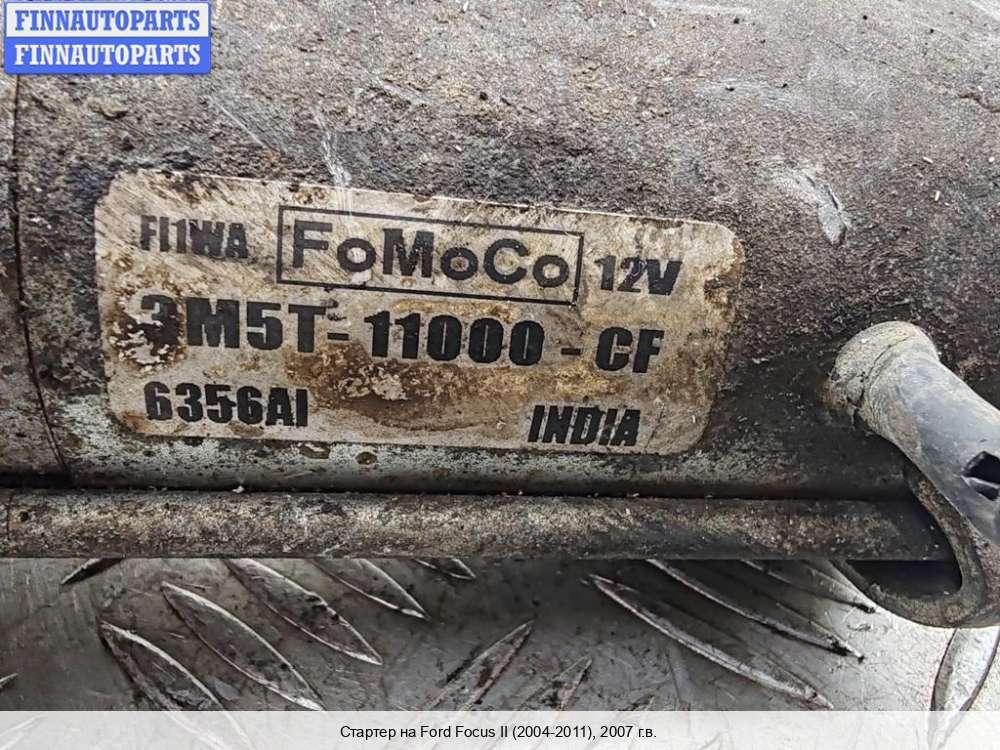 FINNAUTOPARTS
FINNAUTOPARTS
FI1WA FoMoCo 12V
3M5T-11000-CF
6356AI INDIA
Стартер на Ford Focus II (2004-2011), 2007 г.в.